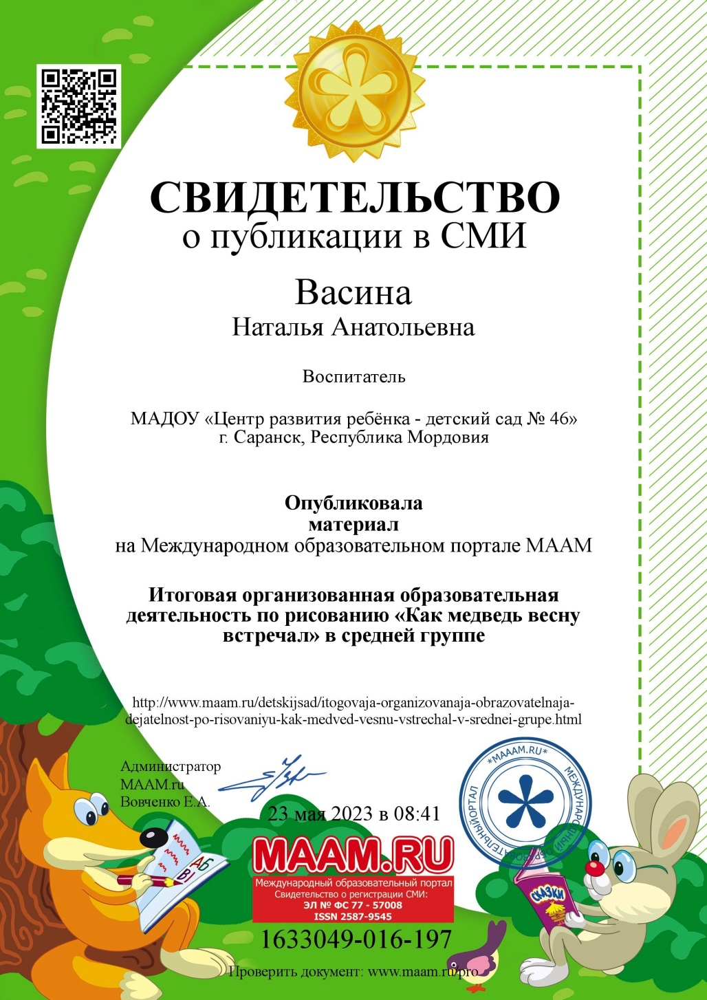 СВИДЕТЕЛЬСТВО
о публикации в СМИ
Васина
Наталья Анатольевна
Воспитатель
МАДОУ «Центр развития ребёнка - детский сад № 46»
г. Саранск, Республика Мордовия
Опубликовала
материал
на Международном образовательном портале МААМ
Итоговая организованная образовательная
деятельность по рисованию «Как медведь весну
встречал» в средней группе
http://www.maam.ru/detskijsad/itogovaja-organizovanaja-obrazovatelnaja-
dejatelnost-po-risovaniyu-kak-medved-vesnu-vstrechal-v-srednei-grupe.html
Администратор
MAAM.ru
Вовченко Е.А.
23 мая 2023 в 08:41
*MAAAM.RU*
МЕЖДУНАРОДНЫЙ ОБРАЗОВАТЕЛЬНЫЙ ПОРТАЛ
АБ
В!
СКАЗКИ
MAAM.RU
Международный образовательный портал
Свидетельство о регистрации СМИ:
ЭЛ № ФС 77 - 57008
ISSN 2587-9545
1633049-016-197
Проверить документ: www.maam.ru/pro